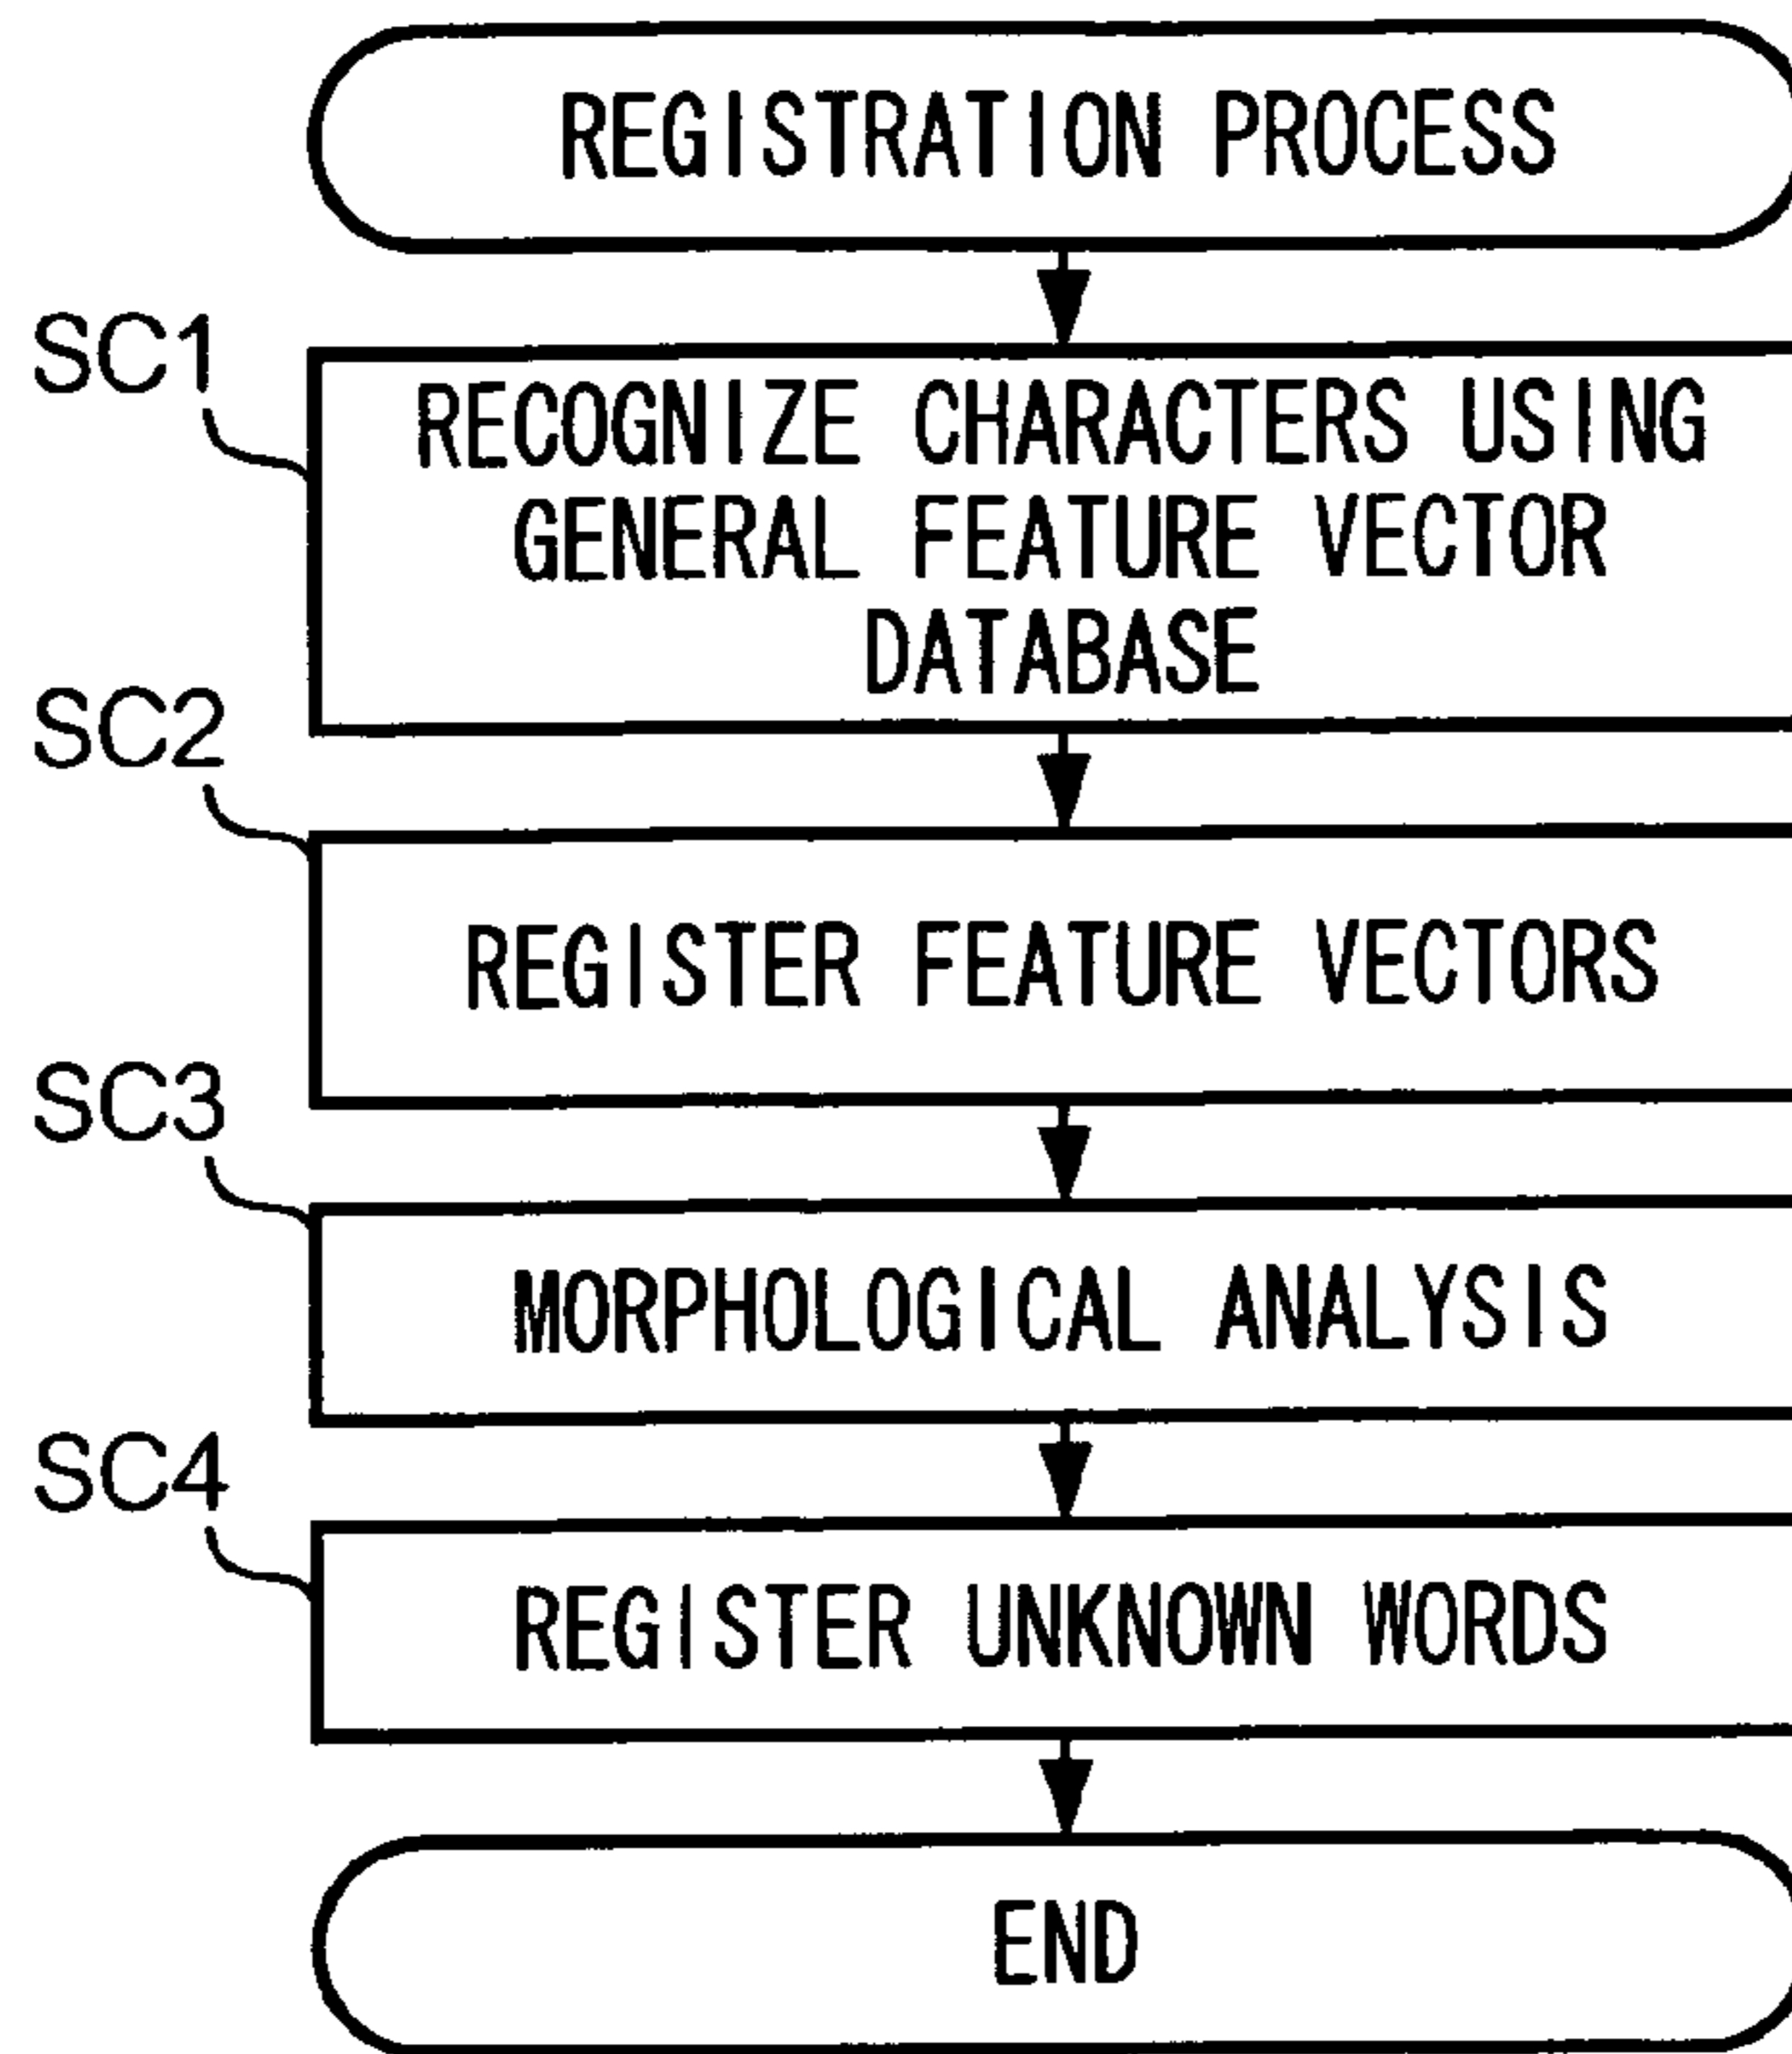 REGISTRATION PROCESS
SC1
RECOGNIZE CHARACTERS USING
GENERAL FEATURE VECTOR
DATABASE
SC2
REGISTER FEATURE VECTORS
SC3
MORPHOLOGICAL ANALYSIS
SC4
REGISTER UNKNOWN WORDS
END